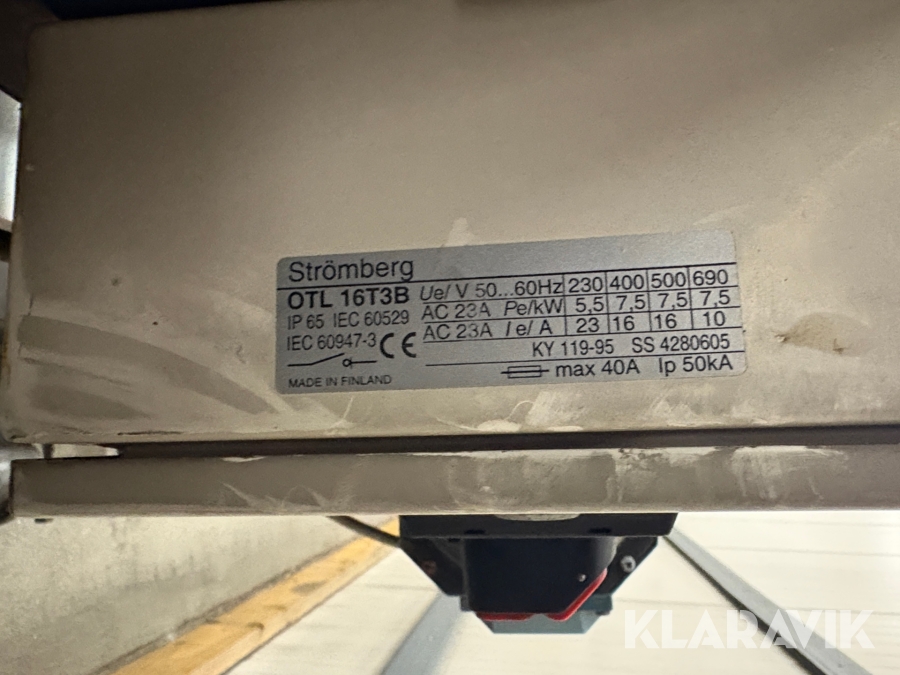 Strömberg
OTL 16T3B Ue/ V 50...60Hz 230 400 500 690
IP 65 IEC 60529 AC 23A Pe/kW 5,5 7,5 7,5 7,5
IEC 60947-3 CE AC 23A Ie/ A 23 16 16 10
KY 119-95 SS 4280605
max 40A Ip 50kA
MADE IN FINLAND
KLARAVIK